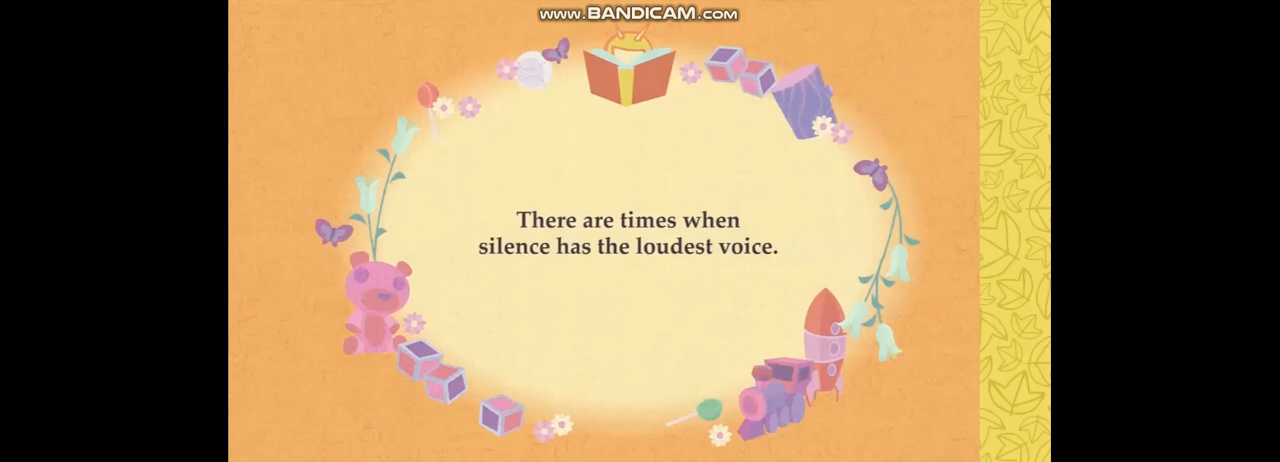 www.BANDICAM.com
There are times when
silence has the loudest voice.